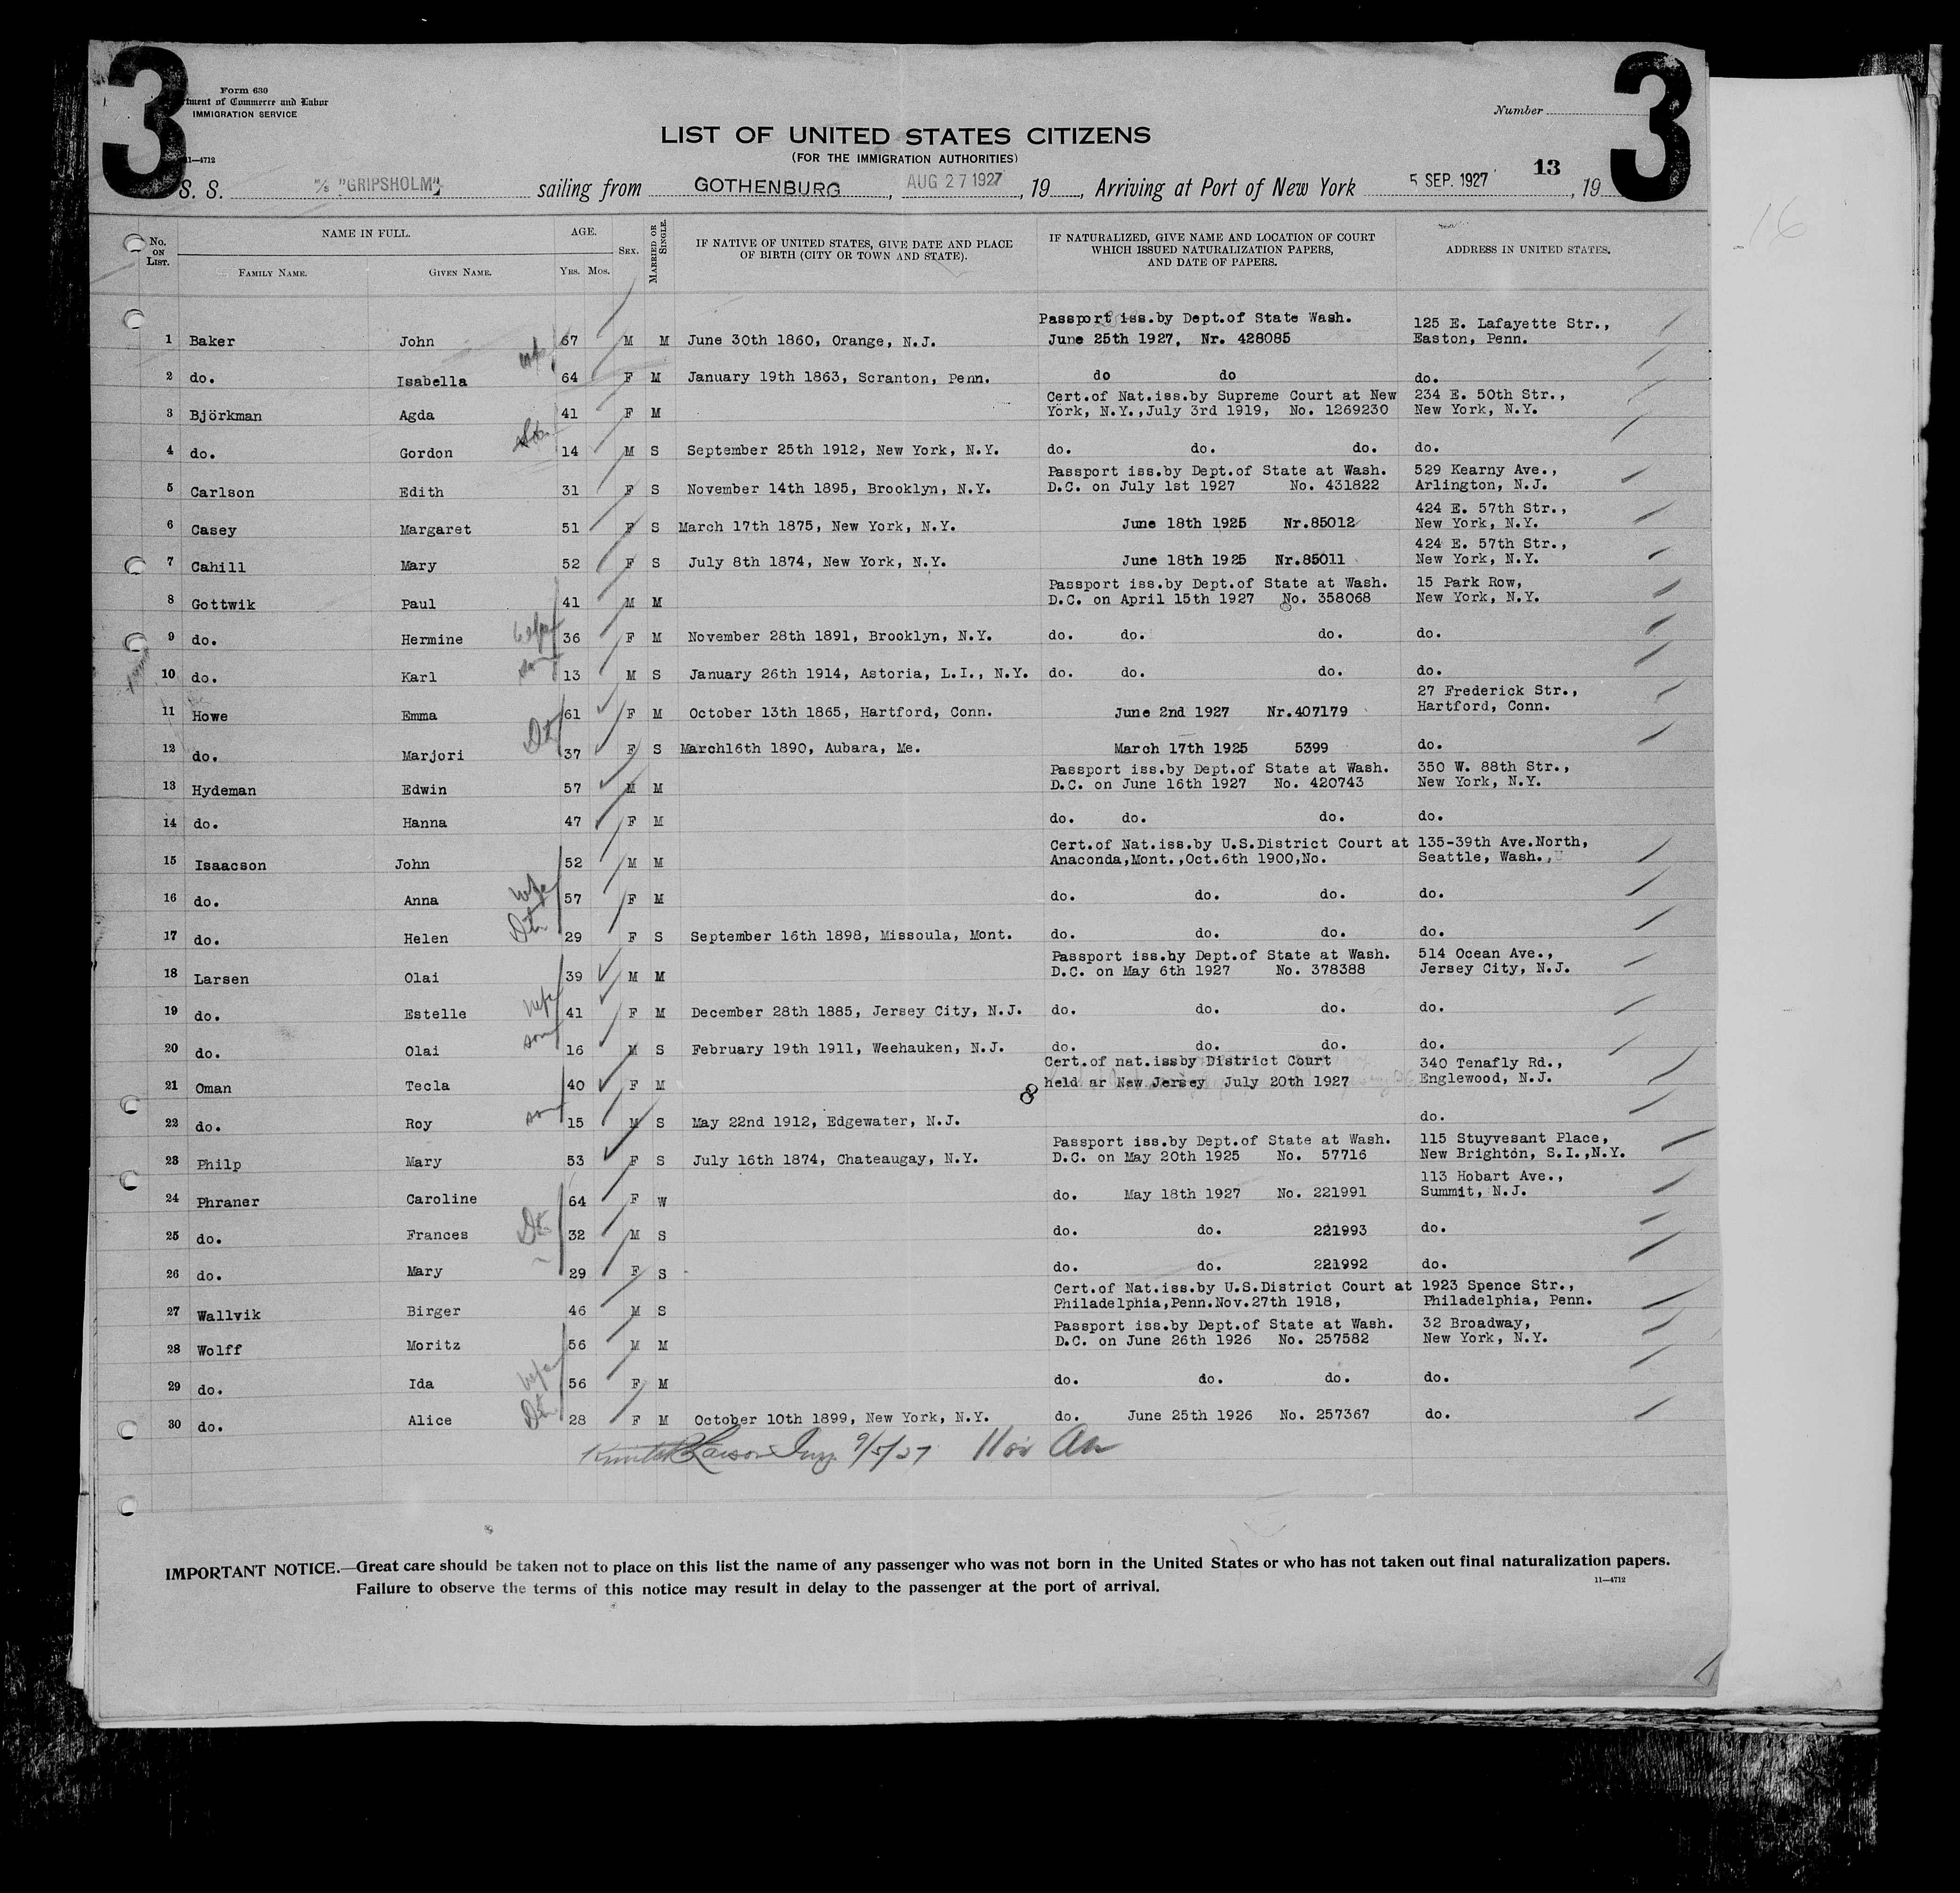 3
3
Form 630
tment of Commerce and Labor
IMMIGRATION SERVICE
11—4712
Number
LIST OF UNITED STATES CITIZENS
(FOR THE IMMIGRATION AUTHORITIES)
13
S. S. M/S "GRIPSHOLM" sailing from GOTHENBURG, AUG 27 1927, 19, Arriving at Port of New York 5 SEP. 1927, 19
No. ON LIST.
NAME IN FULL.
FAMILY NAME.
GIVEN NAME.
AGE.
YRS. MOS.
SEX.
MARRIED OR SINGLE.
IF NATIVE OF UNITED STATES, GIVE DATE AND PLACE
OF BIRTH (CITY OR TOWN AND STATE).
IF NATURALIZED, GIVE NAME AND LOCATION OF COURT
WHICH ISSUED NATURALIZATION PAPERS,
AND DATE OF PAPERS.
ADDRESS IN UNITED STATES.
Passport iss.by Dept.of State Wash. 125 E. Lafayette Str.,
1 Baker John 67 M M June 30th 1860, Orange, N.J. June 25th 1927, Nr. 428085 Easton, Penn.
2 do. Isabella wife 64 F M January 19th 1863, Scranton, Penn. do do do.
Cert.of Nat.iss.by Supreme Court at New 234 E. 50th Str.,
3 Björkman Agda 41 F M York, N.Y.,July 3rd 1919, No. 1269230 New York, N.Y.
4 do. Gordon 14 M S September 25th 1912, New York, N.Y. do. do. do. do.
Passport iss.by Dept.of State at Wash. 529 Kearny Ave.,
5 Carlson Edith 31 F S November 14th 1895, Brooklyn, N.Y. D.C. on July 1st 1927 No. 431822 Arlington, N.J.
424 E. 57th Str.,
6 Casey Margaret 51 F S March 17th 1875, New York, N.Y. June 18th 1925 Nr.85012 New York, N.Y.
424 E. 57th Str.,
7 Cahill Mary 52 F S July 8th 1874, New York, N.Y. June 18th 1925 Nr.85011 New York, N.Y.
Passport iss.by Dept.of State at Wash. 15 Park Row,
8 Gottwik Paul 41 M M D.C. on April 15th 1927 No. 358068 New York, N.Y.
9 do. Hermine wife 36 F M November 28th 1891, Brooklyn, N.Y. do. do. do. do.
10 do. Karl son 13 M S January 26th 1914, Astoria, L.I., N.Y. do. do. do. do.
27 Frederick Str.,
11 Howe Emma 61 F M October 13th 1865, Hartford, Conn. June 2nd 1927 Nr.407179 Hartford, Conn.
12 do. Marjori 37 F S March16th 1890, Aubara, Me. March 17th 1925 5399 do.
Passport iss.by Dept.of State at Wash. 350 W. 88th Str.,
13 Hydeman Edwin 57 M M D.C. on June 16th 1927 No. 420743 New York, N.Y.
14 do. Hanna 47 F M do. do. do. do.
Cert.of Nat.iss.by U.S.District Court at 135-39th Ave.North,
15 Isaacson John 52 M M Anaconda,Mont.,Oct.6th 1900,No. Seattle, Wash.,
16 do. Anna wife 57 F M do. do. do. do.
17 do. Helen 29 F S September 16th 1898, Missoula, Mont. do. do. do. do.
Passport iss.by Dept.of State at Wash. 514 Ocean Ave.,
18 Larsen Olai 39 M M D.C. on May 6th 1927 No. 378388 Jersey City, N.J.
19 do. Estelle wife 41 F M December 28th 1885, Jersey City, N.J. do. do. do. do.
20 do. Olai son 16 M S February 19th 1911, Weehauken, N.J. do. do. do. do.
Cert.of nat.issby District Court 340 Tenafly Rd.,
21 Oman Tecla 40 F M 8 held ar New Jersey July 20th 1927 Englewood, N.J.
22 do. Roy son 15 M S May 22nd 1912, Edgewater, N.J. do.
Passport iss.by Dept.of State at Wash. 115 Stuyvesant Place,
23 Philp Mary 53 F S July 16th 1874, Chateaugay, N.Y. D.C. on May 20th 1925 No. 57716 New Brighton, S.I.,N.Y.
113 Hobart Ave.,
24 Phraner Caroline 64 F W do. May 18th 1927 No. 221991 Summit, N.J.
25 do. Frances 32 M S do. do. 221993 do.
26 do. Mary 29 F S do. do. 221992 do.
Cert.of Nat.iss.by U.S.District Court at 1923 Spence Str.,
27 Wallvik Birger 46 M S Philadelphia,Penn.Nov.27th 1918, Philadelphia, Penn.
Passport iss.by Dept.of State at Wash. 32 Broadway,
28 Wolff Moritz 56 M M D.C. on June 26th 1926 No. 257582 New York, N.Y.
29 do. Ida wife 56 F M do. do. do. do.
30 do. Alice 28 F M October 10th 1899, New York, N.Y. do. June 25th 1926 No. 257367 do.
9/5/27
IMPORTANT NOTICE.—Great care should be taken not to place on this list the name of any passenger who was not born in the United States or who has not taken out final naturalization papers.
Failure to observe the terms of this notice may result in delay to the passenger at the port of arrival.
11—4712
16